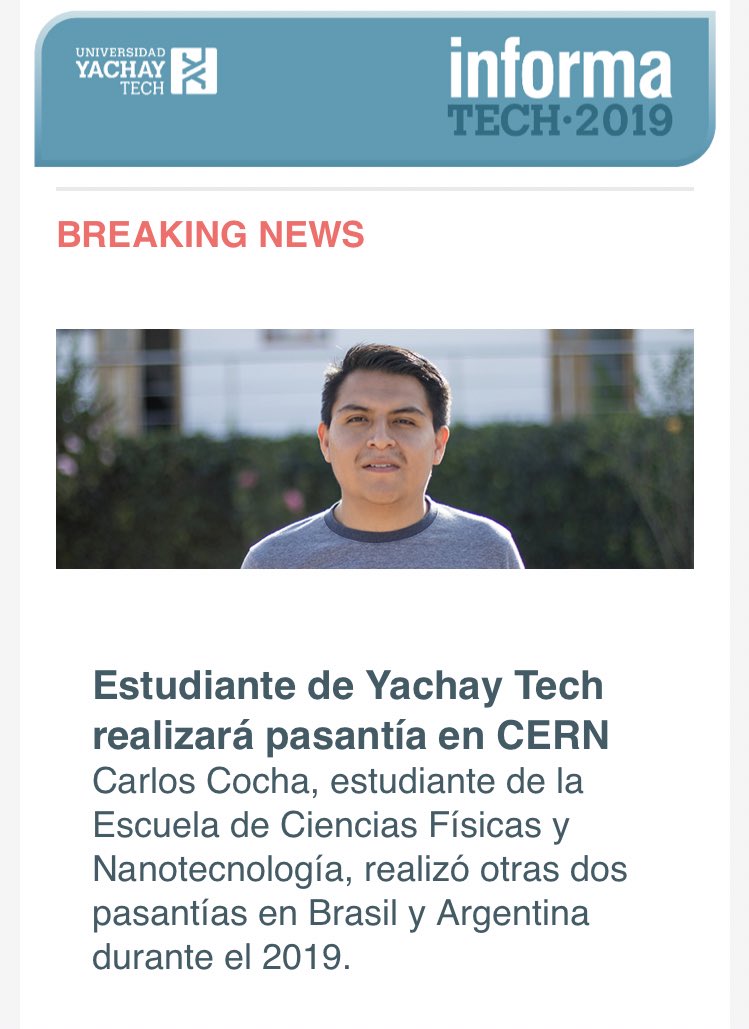 UNIVERSIDAD
YACHAY
TECH
informa
TECH·2019
BREAKING NEWS
Estudiante de Yachay Tech
realizará pasantía en CERN
Carlos Cocha, estudiante de la
Escuela de Ciencias Físicas y
Nanotecnología, realizó otras dos
pasantías en Brasil y Argentina
durante el 2019.